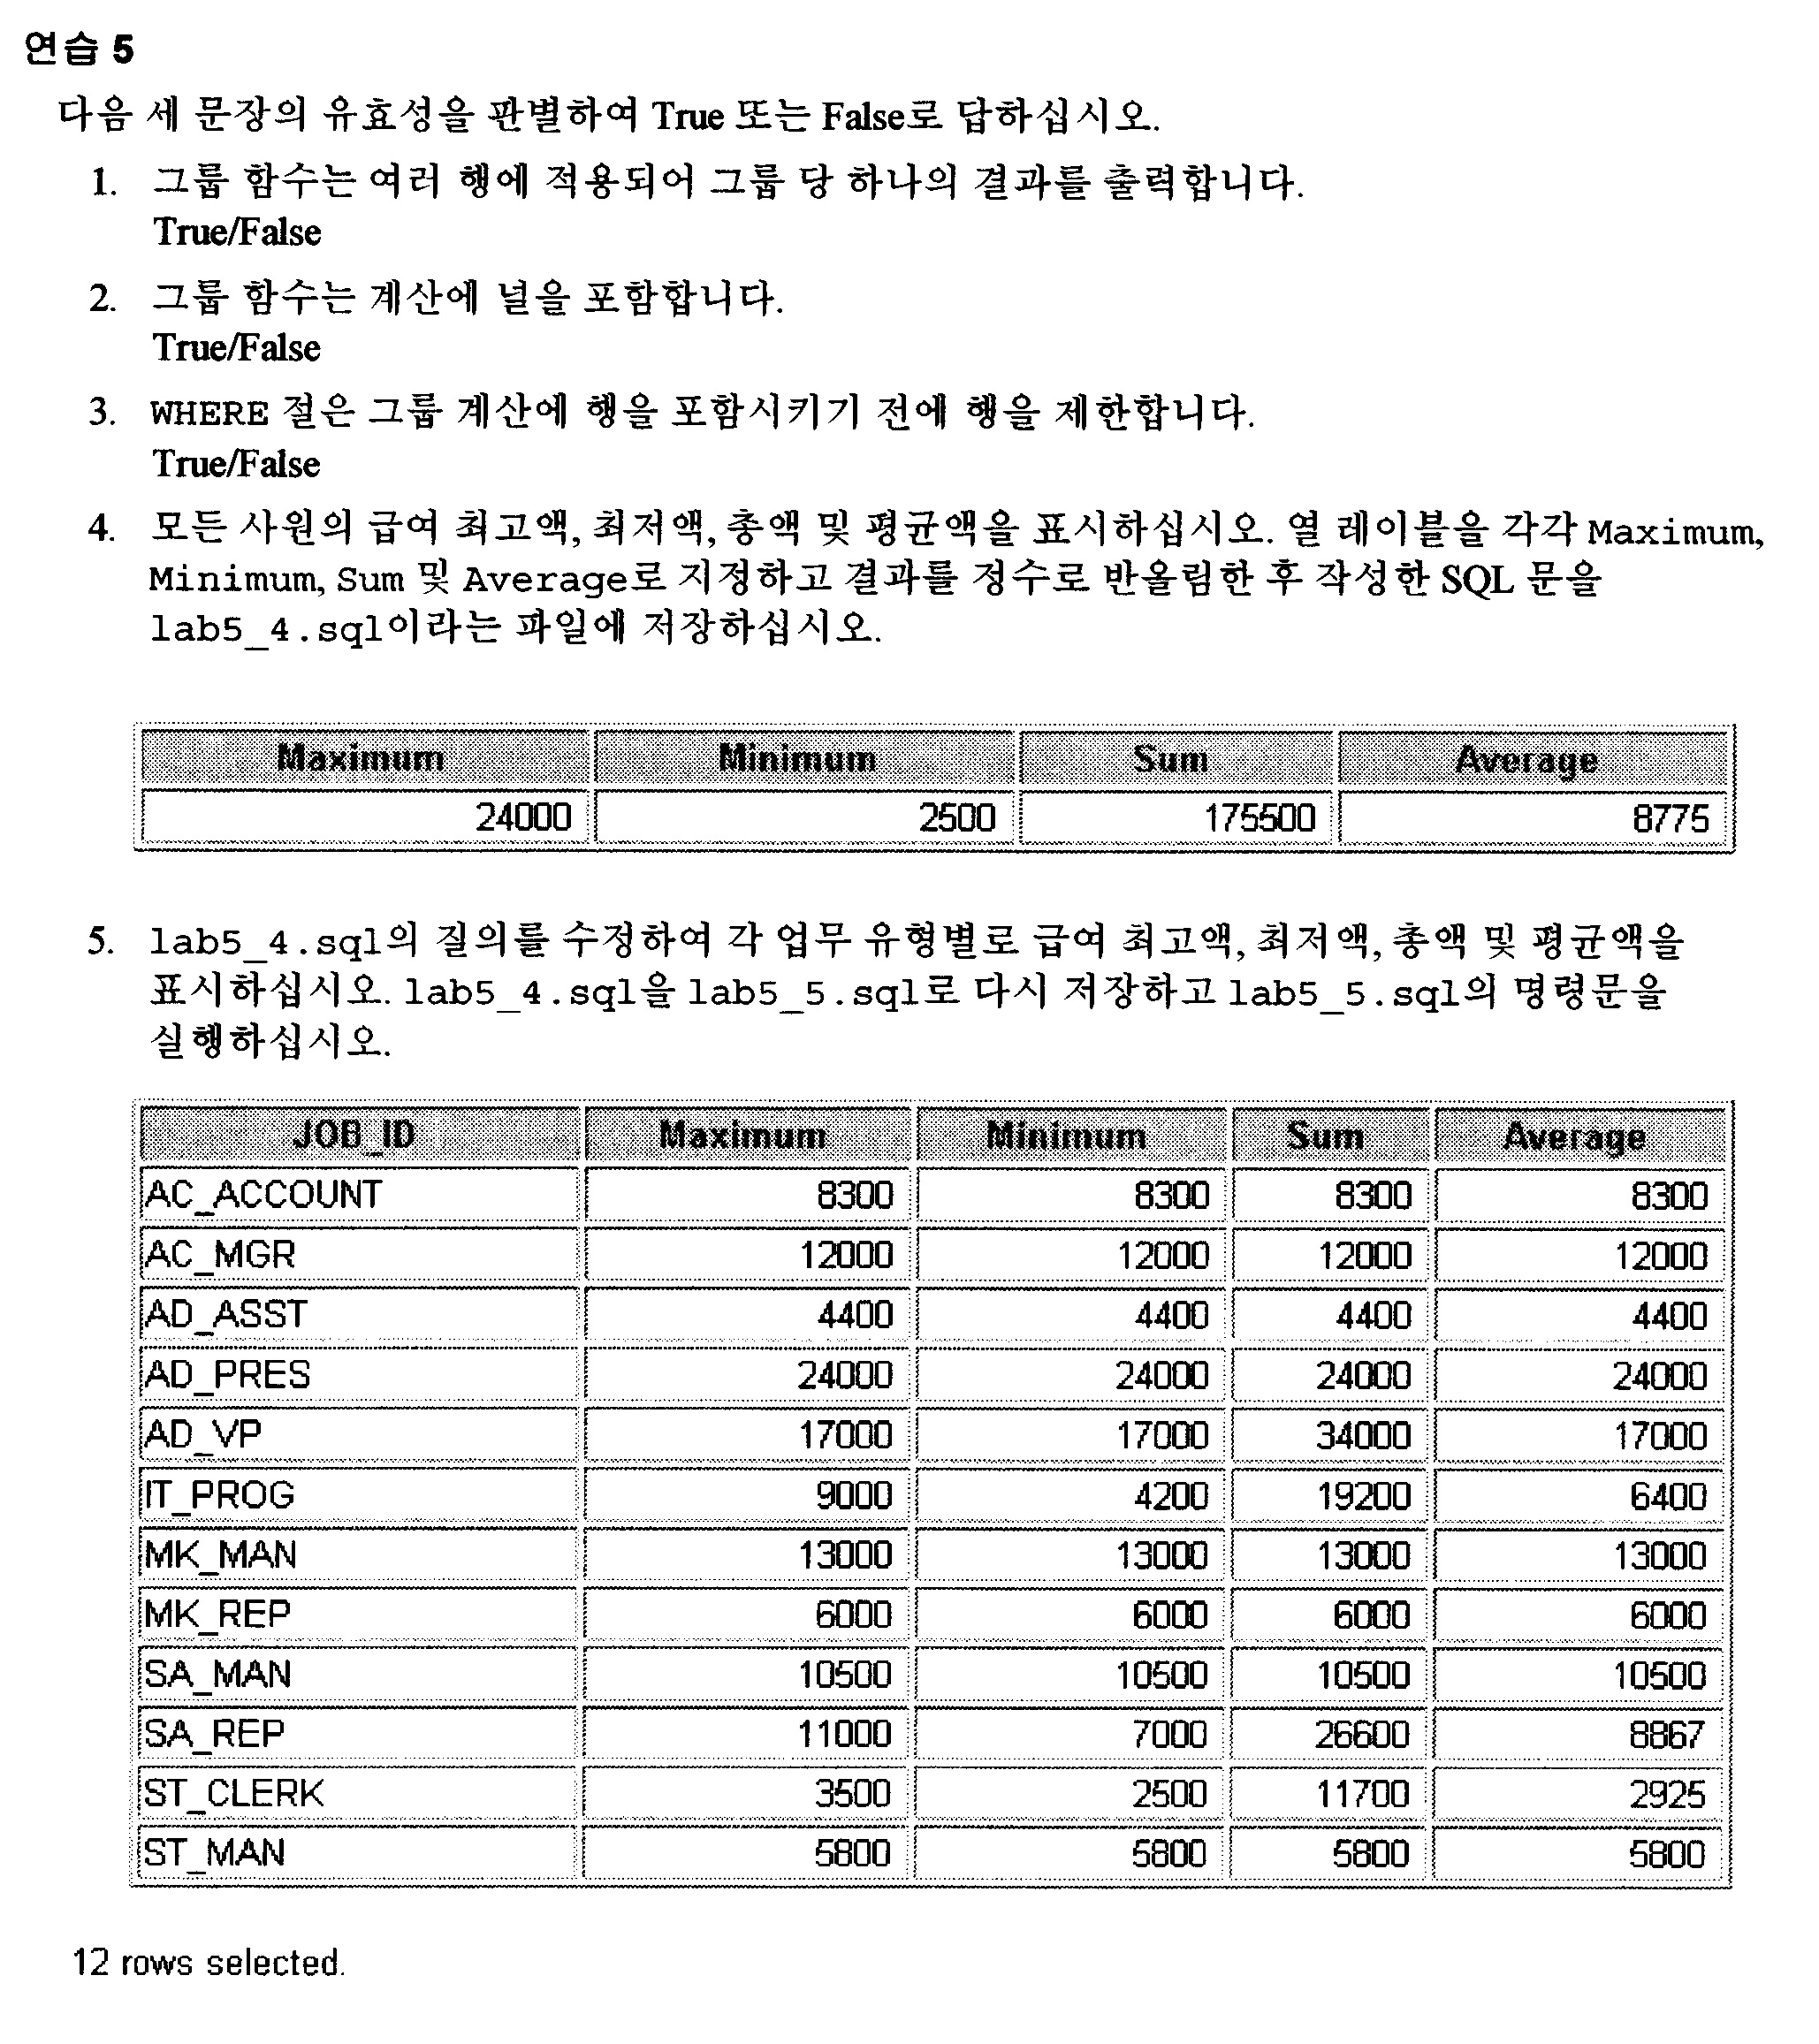 연습 5
다음 세 문장의 유효성을 판별하여 True 또는 False로 답하십시오.
1. 그룹 함수는 여러 행에 적용되어 그룹 당 하나의 결과를 출력합니다.
True/False
2. 그룹 함수는 계산에 널을 포함합니다.
True/False
3. WHERE 절은 그룹 계산에 행을 포함시키기 전에 행을 제한합니다.
True/False
4. 모든 사원의 급여 최고액, 최저액, 총액 및 평균액을 표시하십시오. 열 레이블을 각각 Maximum,
Minimum, Sum 및 Average로 지정하고 결과를 정수로 반올림한 후 작성한 SQL 문을
lab5_4.sql이라는 파일에 저장하십시오.
Maximum Minimum Sum Average
24000 2500 175500 8775
5. lab5_4.sql의 질의를 수정하여 각 업무 유형별로 급여 최고액, 최저액, 총액 및 평균액을
표시하십시오. lab5_4.sql을 lab5_5.sql로 다시 저장하고 lab5_5.sql의 명령문을
실행하십시오.
JOB_ID Maximum Minimum Sum Average
AC_ACCOUNT 8300 8300 8300 8300
AC_MGR 12000 12000 12000 12000
AD_ASST 4400 4400 4400 4400
AD_PRES 24000 24000 24000 24000
AD_VP 17000 17000 34000 17000
IT_PROG 9000 4200 19200 6400
MK_MAN 13000 13000 13000 13000
MK_REP 6000 6000 6000 6000
SA_MAN 10500 10500 10500 10500
SA_REP 11000 7000 26600 8867
ST_CLERK 3500 2500 11700 2925
ST_MAN 5800 5800 5800 5800
12 rows selected.